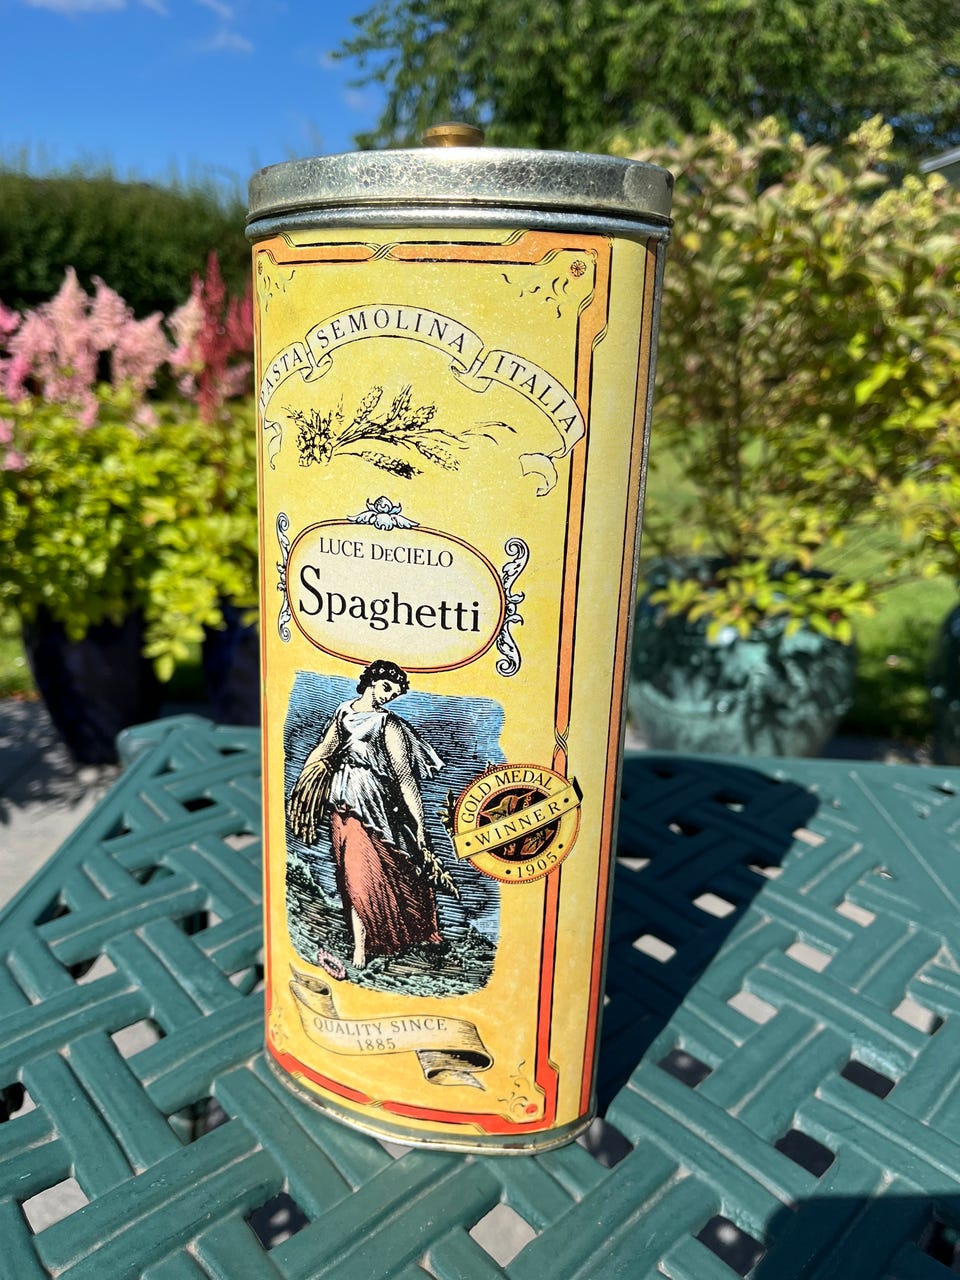 PASTA SEMOLINA ITALIA
LUCE DECIELO
Spaghetti
GOLD MEDAL
WINNER
1905
QUALITY SINCE
1885